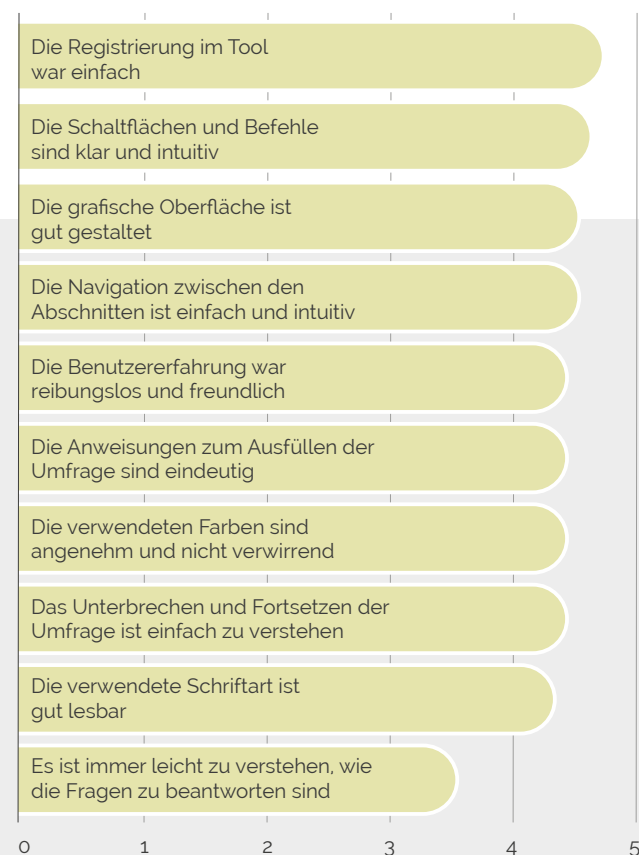 Die Registrierung im Tool
war einfach
Die Schaltflächen und Befehle
sind klar und intuitiv
Die grafische Oberfläche ist
gut gestaltet
Die Navigation zwischen den
Abschnitten ist einfach und intuitiv
Die Benutzererfahrung war
reibungslos und freundlich
Die Anweisungen zum Ausfüllen der
Umfrage sind eindeutig
Die verwendeten Farben sind
angenehm und nicht verwirrend
Das Unterbrechen und Fortsetzen der
Umfrage ist einfach zu verstehen
Die verwendete Schriftart ist
gut lesbar
Es ist immer leicht zu verstehen, wie
die Fragen zu beantworten sind
0 1 2 3 4 5